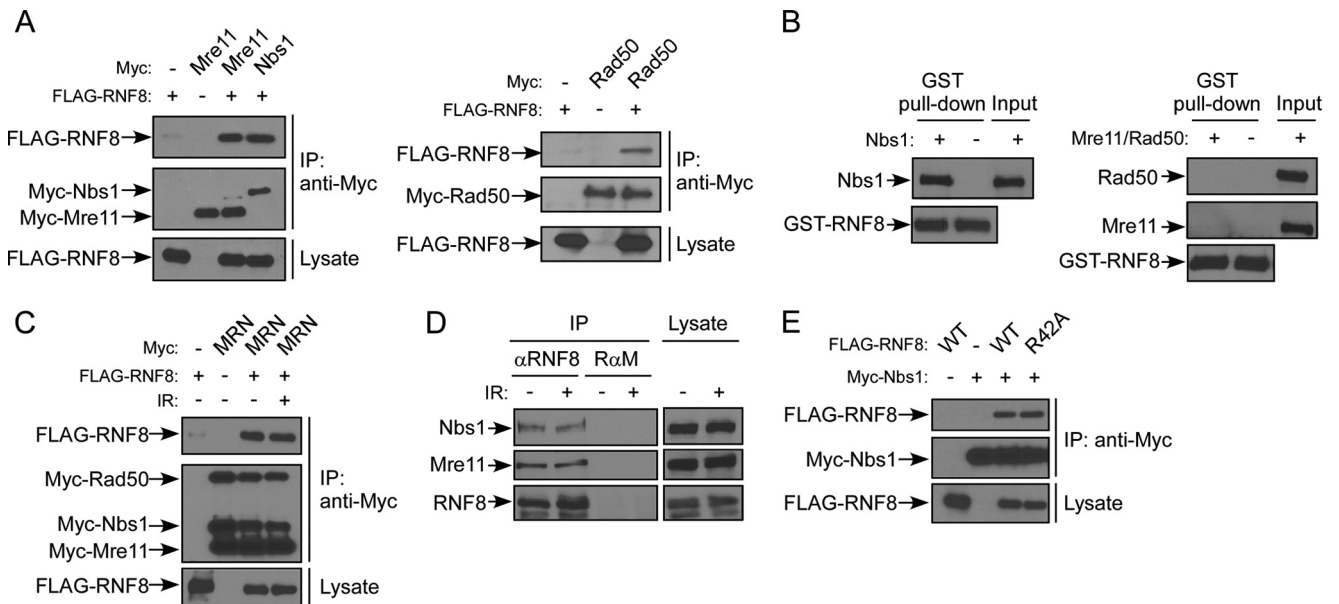 A
Myc: - Mre11 Mre11 Nbs1
FLAG-RNF8: + - + +
FLAG-RNF8
Myc-Nbs1
Myc-Mre11
IP:
anti-Myc
FLAG-RNF8
Lysate
Myc: - Rad50 Rad50
FLAG-RNF8: + - +
FLAG-RNF8
Myc-Rad50
IP:
anti-Myc
FLAG-RNF8
Lysate
B
GST
pull-down Input
Nbs1: + - +
Nbs1
GST-RNF8
GST
pull-down Input
Mre11/Rad50: + - +
Rad50
Mre11
GST-RNF8
C
Myc: - MRN MRN MRN
FLAG-RNF8: + - + +
IR: - - - +
FLAG-RNF8
Myc-Rad50
Myc-Nbs1
Myc-Mre11
IP:
anti-Myc
FLAG-RNF8
Lysate
D
IP Lysate
αRNF8 RαM
IR: - + - + - +
Nbs1
Mre11
RNF8
E
FLAG-RNF8: WT - WT R42A
Myc-Nbs1: - + + +
FLAG-RNF8
Myc-Nbs1
IP: anti-Myc
FLAG-RNF8
Lysate